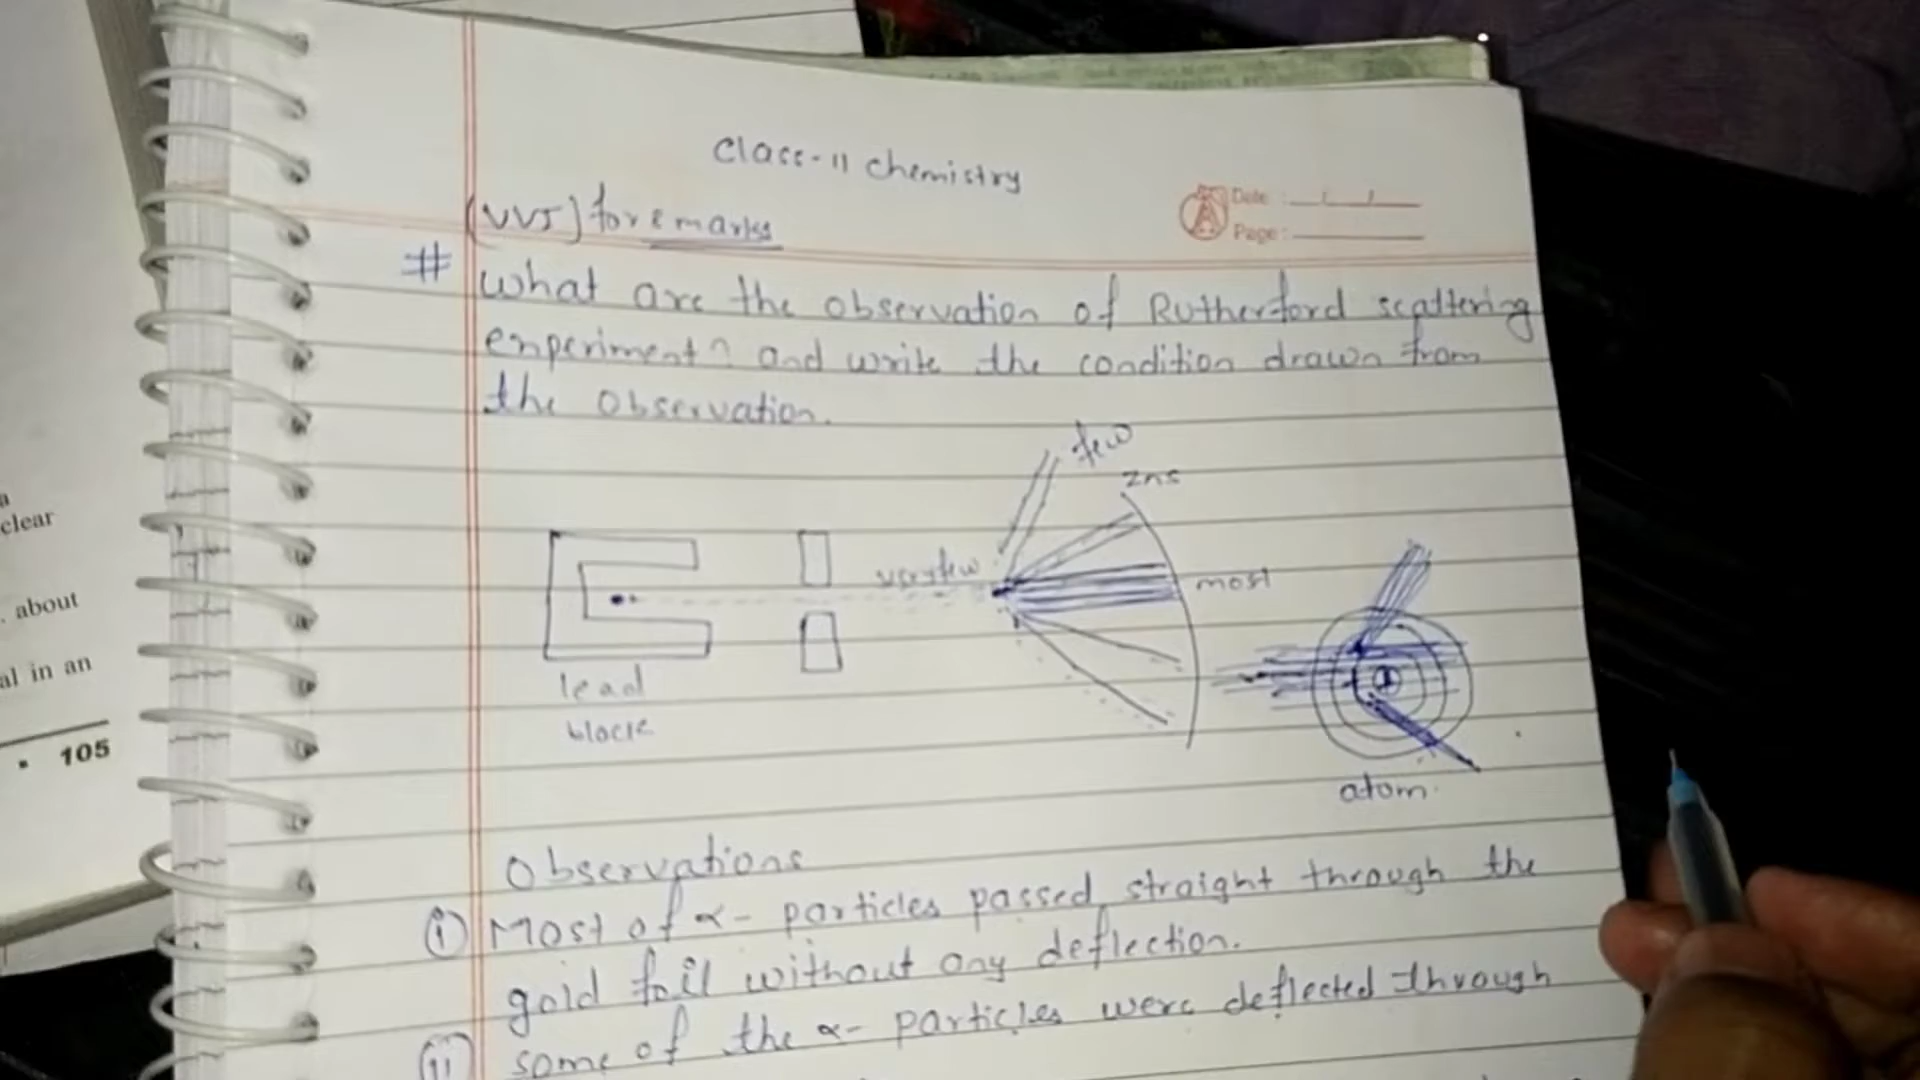 class-11 chemistry
(VVI) for 8 marks
Date : / /
Page :
# What are the observation of Rutherford scattering
experiment? and write the condition drawn from
the observation.
few
zns
very few
most
lead
block
atom.
Observations
(i) Most of α- particles passed straight through the
gold foil without any deflection.
(ii) some of the α- particles were deflected through
a
clear
. about
al in an
• 105